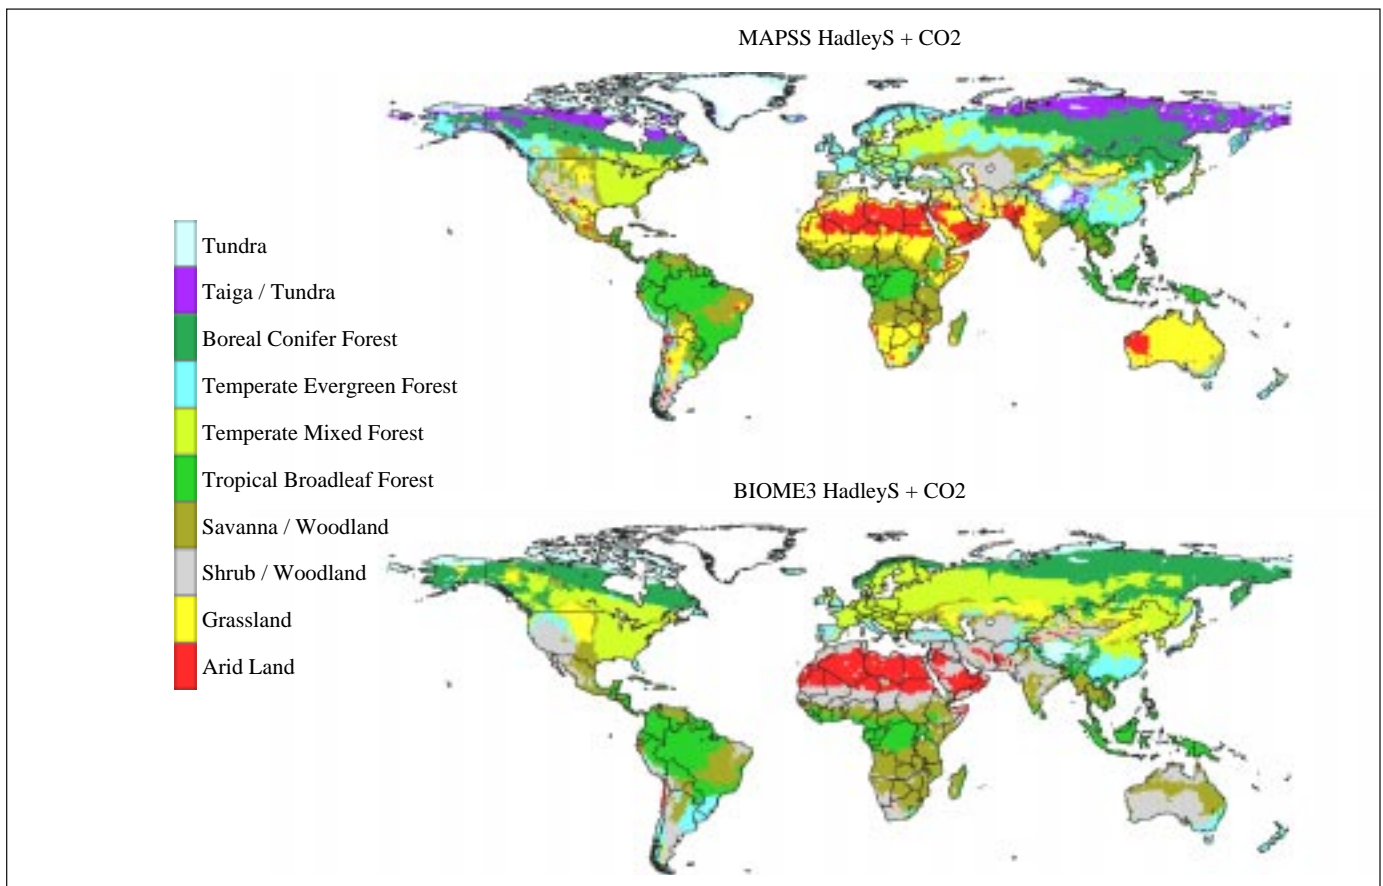 MAPSS HadleyS + CO2
Tundra
Taiga / Tundra
Boreal Conifer Forest
Temperate Evergreen Forest
Temperate Mixed Forest
Tropical Broadleaf Forest
Savanna / Woodland
Shrub / Woodland
Grassland
Arid Land
BIOME3 HadleyS + CO2